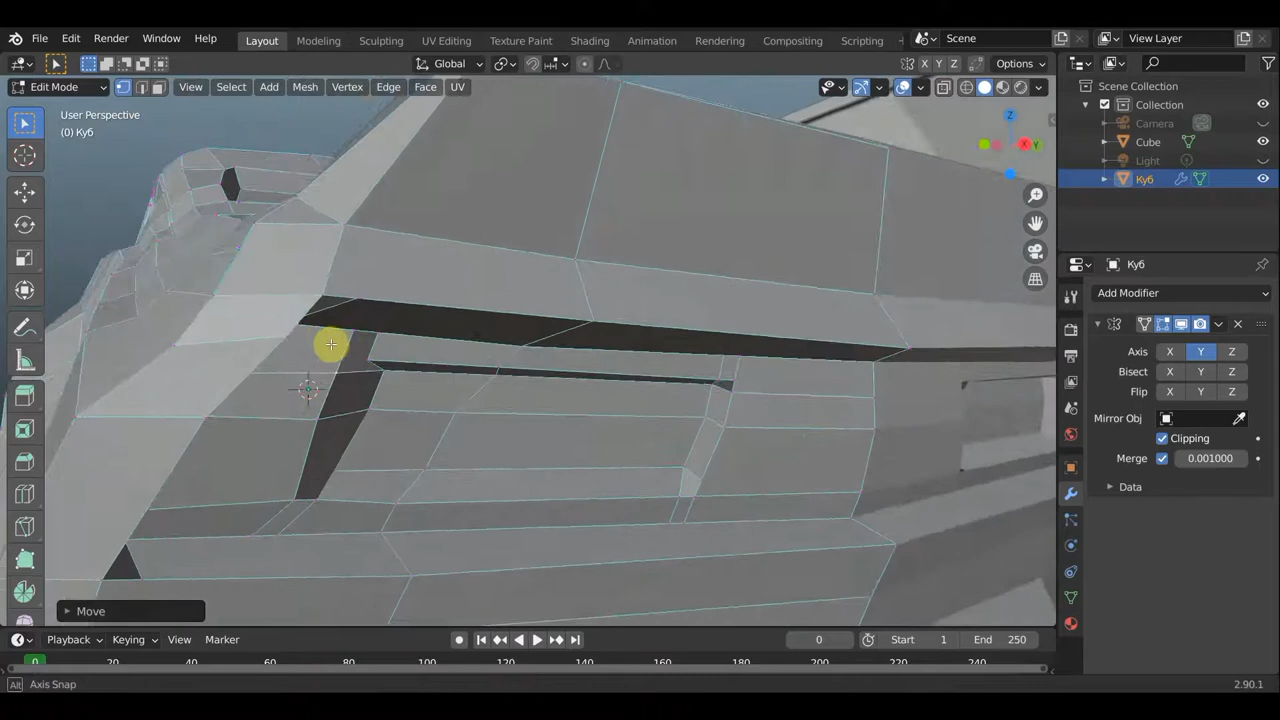 File Edit Render Window Help
Layout Modeling Sculpting UV Editing Texture Paint Shading Animation Rendering Compositing Scripting
Scene
View Layer
Global
Options
Edit Mode
View Select Add Mesh Vertex Edge Face UV
User Perspective
(0) Куб
Z
X
Y
Scene Collection
Collection
Camera
Cube
Light
Куб
Куб
Add Modifier
Axis X Y Z
Bisect X Y Z
Flip X Y Z
Mirror Obj
Clipping
Merge 0.001000
Data
Move
Playback Keying View Marker
0
Start 1 End 250
0 20 40 60 80 100 120 140 160 180 200 220 240
Alt Axis Snap
2.90.1